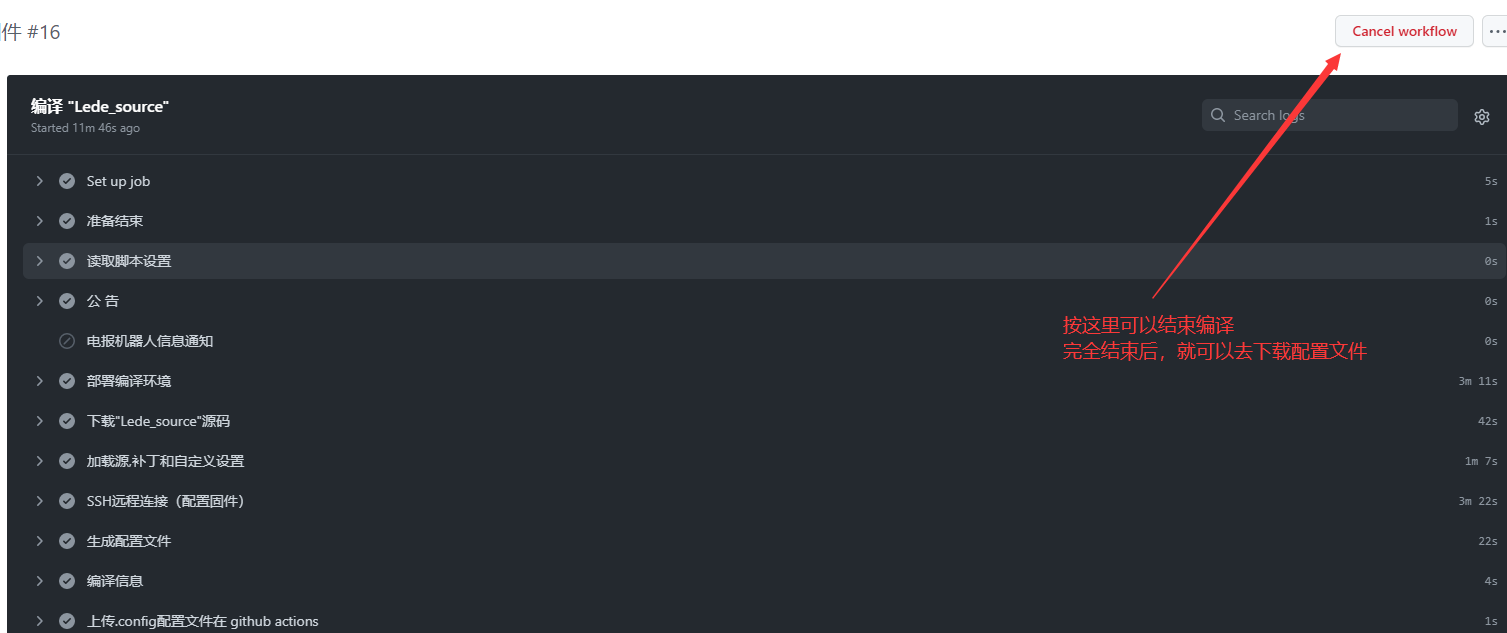 件 #16
Cancel workflow
编译 "Lede_source"
Started 11m 46s ago
Search logs
Set up job 5s
准备结束 1s
读取脚本设置 0s
公 告 0s
电报机器人信息通知 0s
按这里可以结束编译
完全结束后，就可以去下载配置文件
部署编译环境 3m 11s
下载"Lede_source"源码 42s
加载源,补丁和自定义设置 1m 7s
SSH远程连接（配置固件） 3m 22s
生成配置文件 22s
编译信息 4s
上传.config配置文件在 github actions 1s